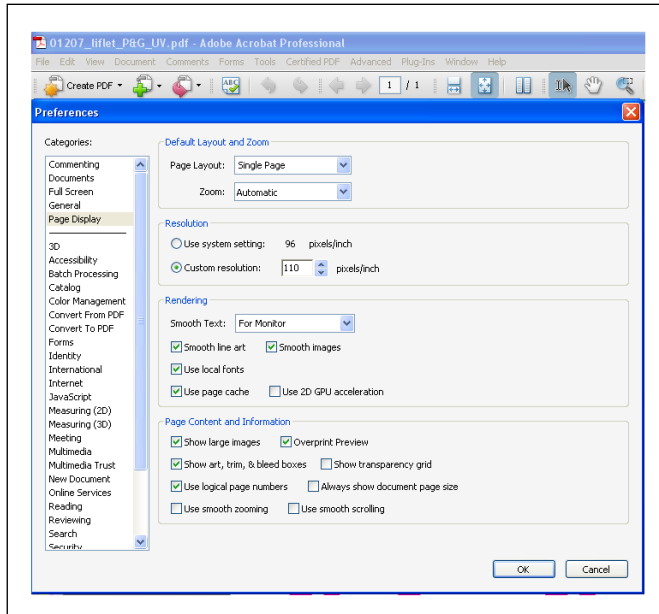 01207_liflet_P&G_UV.pdf - Adobe Acrobat Professional
File Edit View Document Comments Forms Tools Certified PDF Advanced Plug-Ins Window Help
Create PDF 1 / 1
Preferences
Categories:
Commenting
Documents
Full Screen
General
Page Display
3D
Accessibility
Batch Processing
Catalog
Color Management
Convert From PDF
Convert To PDF
Forms
Identity
International
Internet
JavaScript
Measuring (2D)
Measuring (3D)
Meeting
Multimedia
Multimedia Trust
New Document
Online Services
Reading
Reviewing
Search
Security
Default Layout and Zoom
Page Layout: Single Page
Zoom: Automatic
Resolution
Use system setting: 96 pixels/inch
Custom resolution: 110 pixels/inch
Rendering
Smooth Text: For Monitor
Smooth line art Smooth images
Use local fonts
Use page cache Use 2D GPU acceleration
Page Content and Information
Show large images Overprint Preview
Show art, trim, & bleed boxes Show transparency grid
Use logical page numbers Always show document page size
Use smooth zooming Use smooth scrolling
OK Cancel